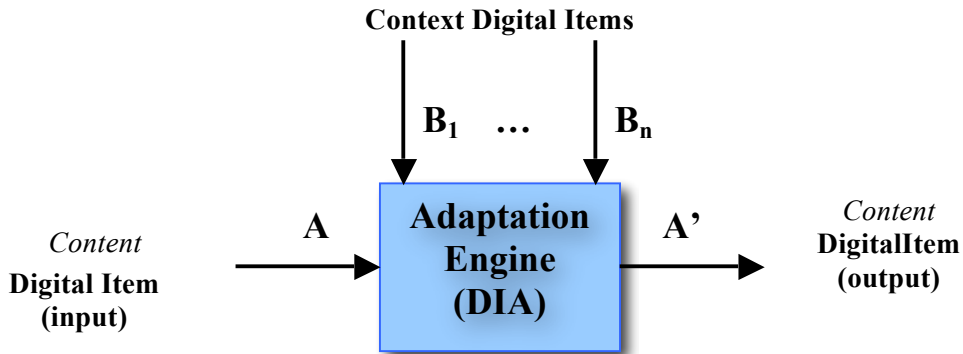 Context Digital Items
B₁ … Bₙ
A
Adaptation
Engine
(DIA)
A’
Content
Digital Item
(input)
Content
DigitalItem
(output)